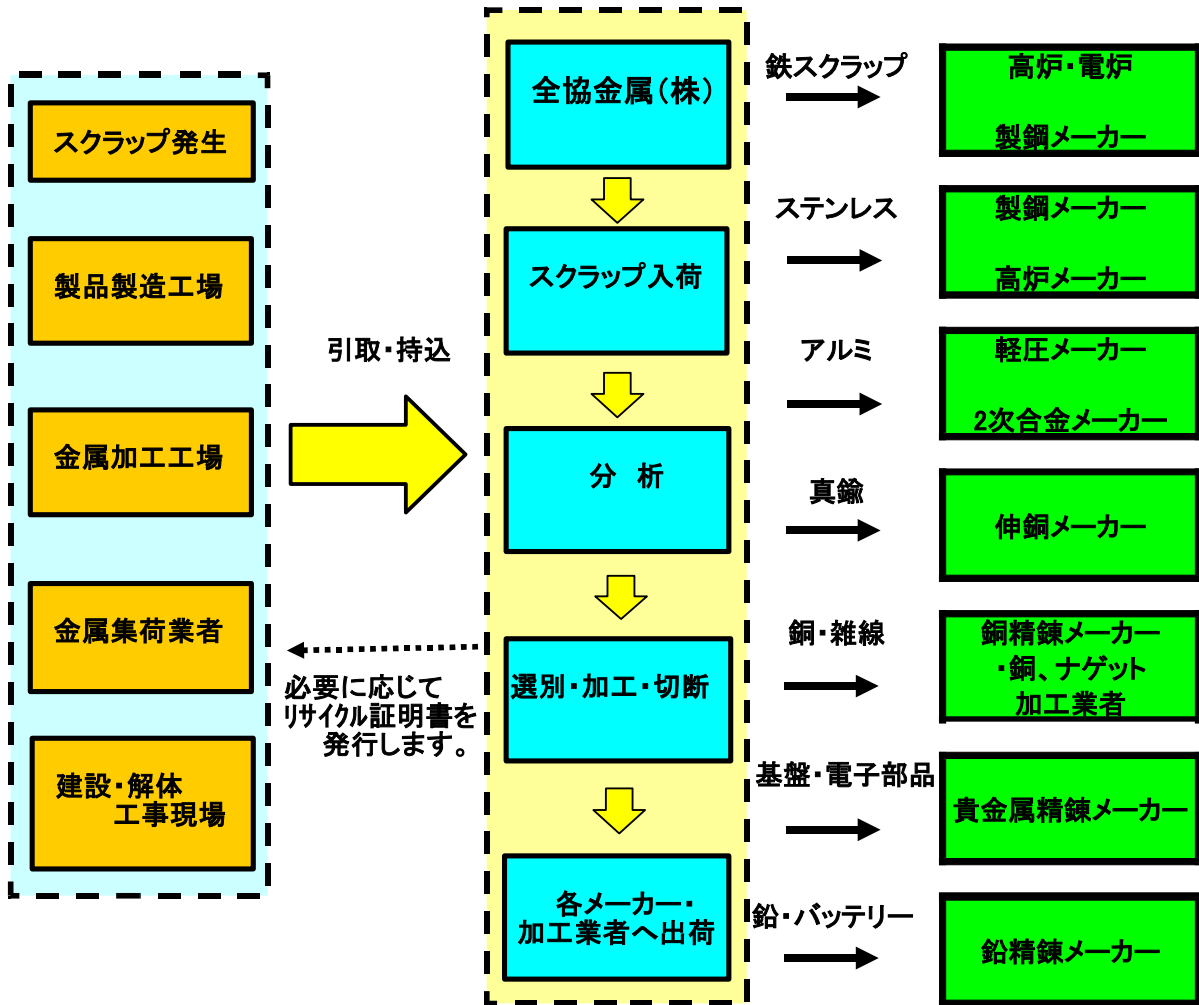 スクラップ発生
製品製造工場
金属加工工場
金属集荷業者
建設・解体
工事現場
引取・持込
必要に応じて
リサイクル証明書を
発行します。
全協金属(株)
スクラップ入荷
分 析
選別・加工・切断
各メーカー・
加工業者へ出荷
鉄スクラップ
高炉・電炉
製鋼メーカー
ステンレス
製鋼メーカー
高炉メーカー
アルミ
軽圧メーカー
2次合金メーカー
真鍮
伸銅メーカー
銅・雑線
銅精錬メーカー
・銅、ナゲット
加工業者
基盤・電子部品
貴金属精錬メーカー
鉛・バッテリー
鉛精錬メーカー